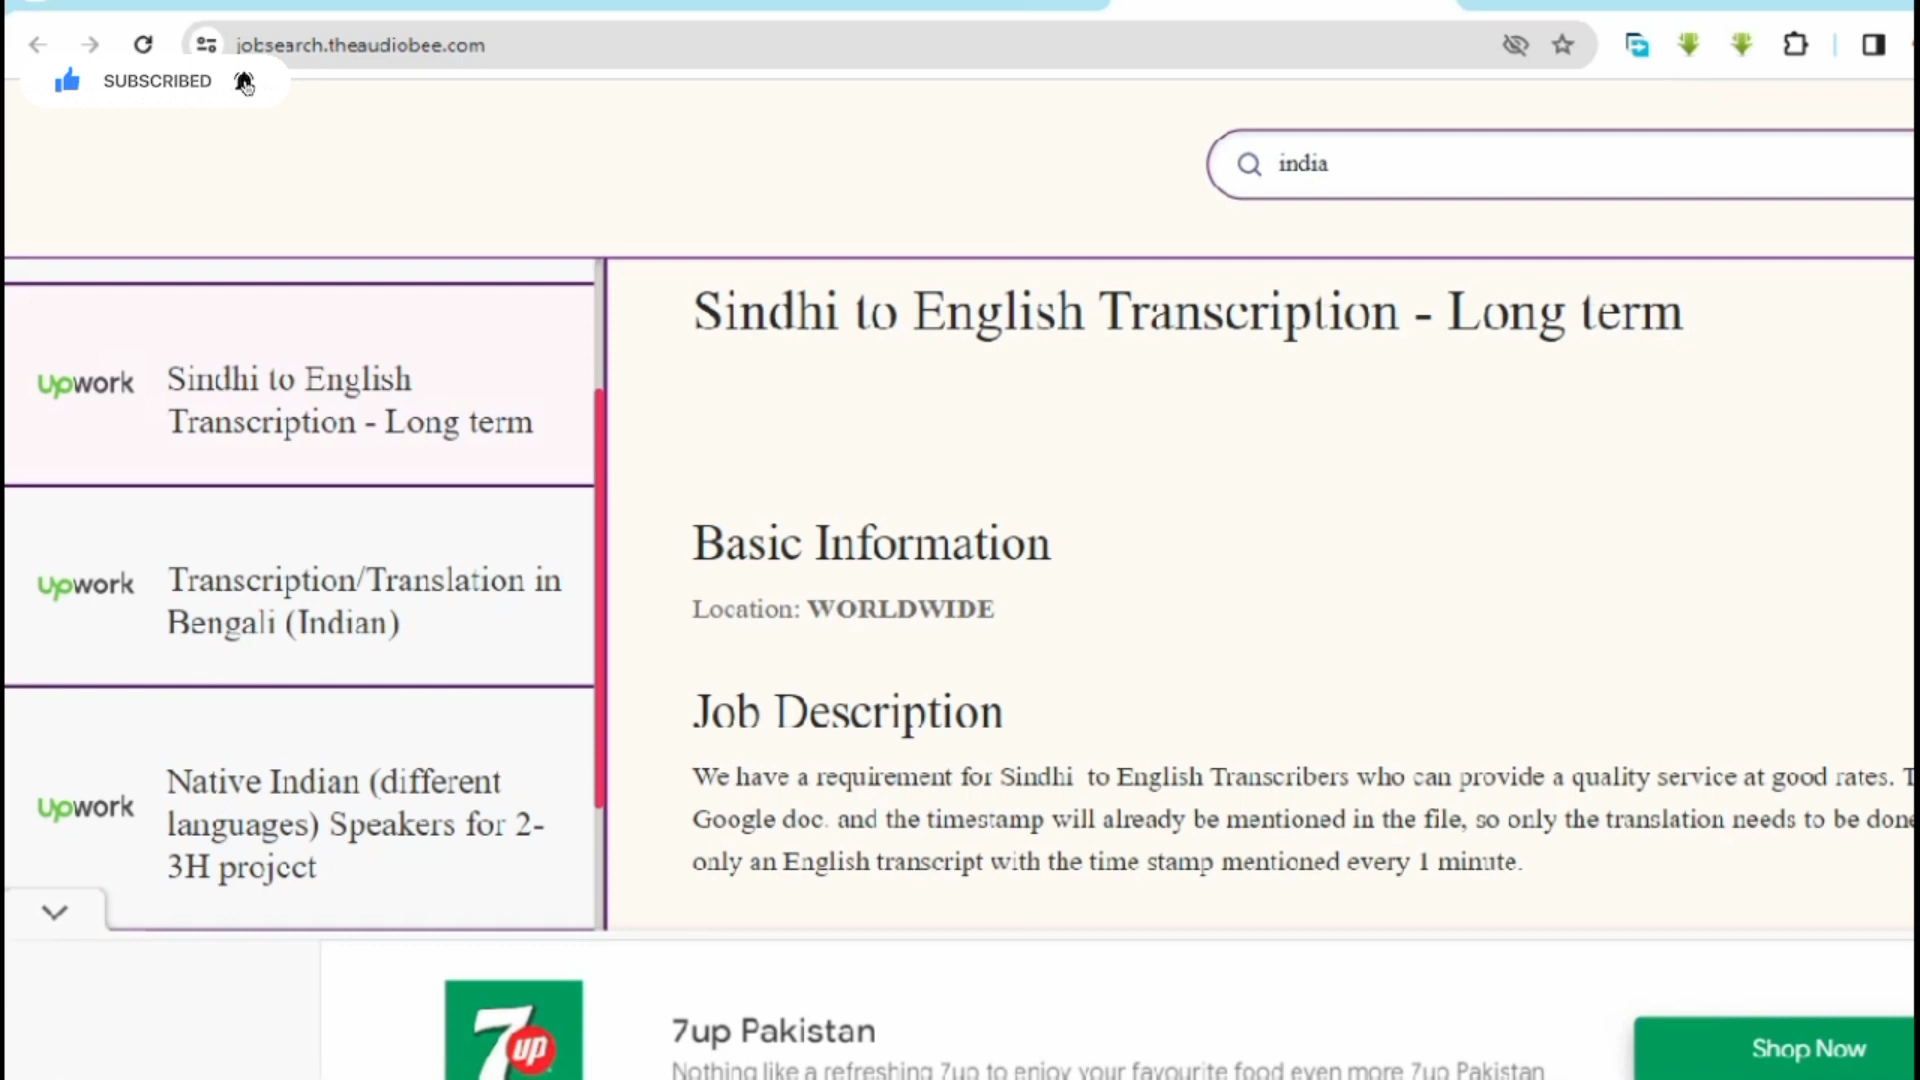 jobsearch.theaudiobee.com
SUBSCRIBED
india
Sindhi to English Transcription - Long term
upwork
Sindhi to English
Transcription - Long term
Basic Information
Location: WORLDWIDE
upwork
Transcription/Translation in
Bengali (Indian)
Job Description
We have a requirement for Sindhi to English Transcribers who can provide a quality service at good rates. T
Google doc. and the timestamp will already be mentioned in the file, so only the translation needs to be done
only an English transcript with the time stamp mentioned every 1 minute.
upwork
Native Indian (different
languages) Speakers for 2-
3H project
7up
7up Pakistan
Nothing like a refreshing 7up to enjoy your favourite food even more 7up Pakistan
Shop Now